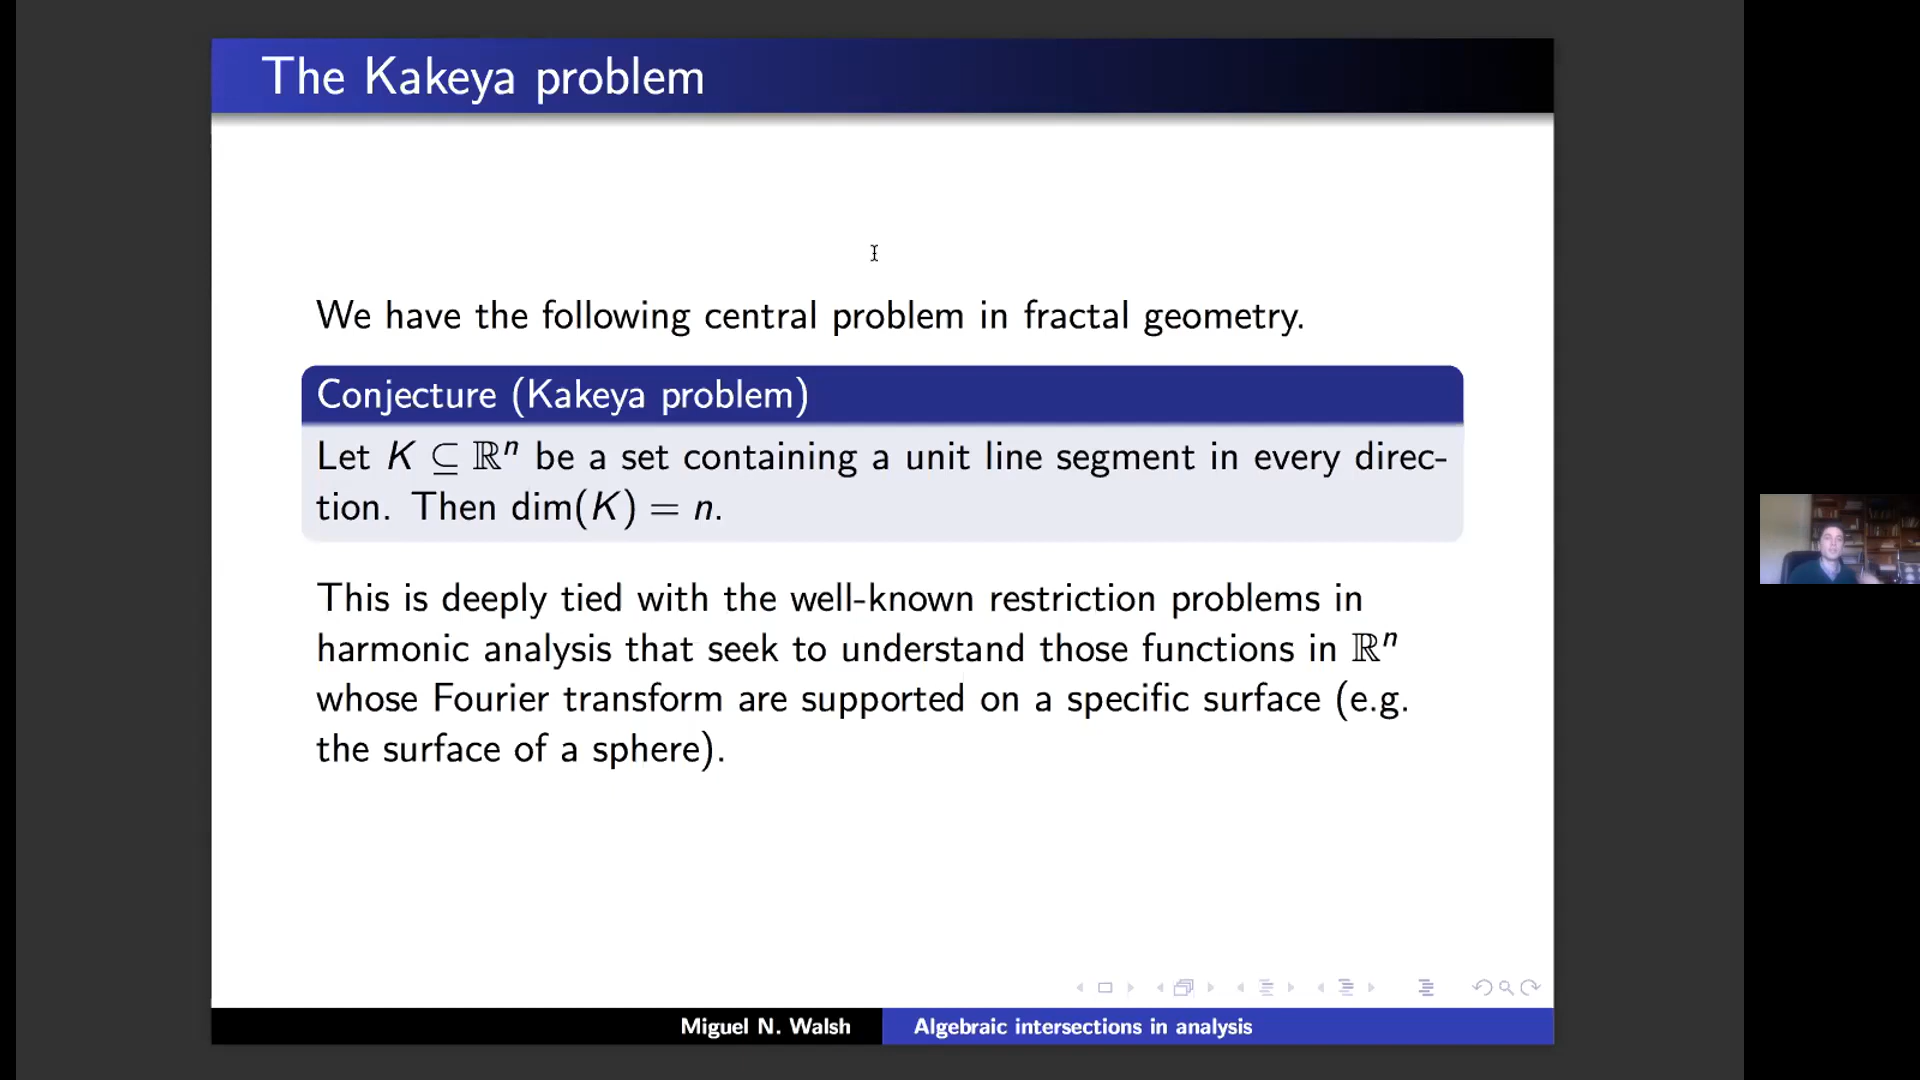 The Kakeya problem
We have the following central problem in fractal geometry.
Conjecture (Kakeya problem)
Let K ⊆ ℝⁿ be a set containing a unit line segment in every direc-
tion. Then dim(K) = n.
This is deeply tied with the well-known restriction problems in
harmonic analysis that seek to understand those functions in ℝⁿ
whose Fourier transform are supported on a specific surface (e.g.
the surface of a sphere).
Miguel N. Walsh
Algebraic intersections in analysis